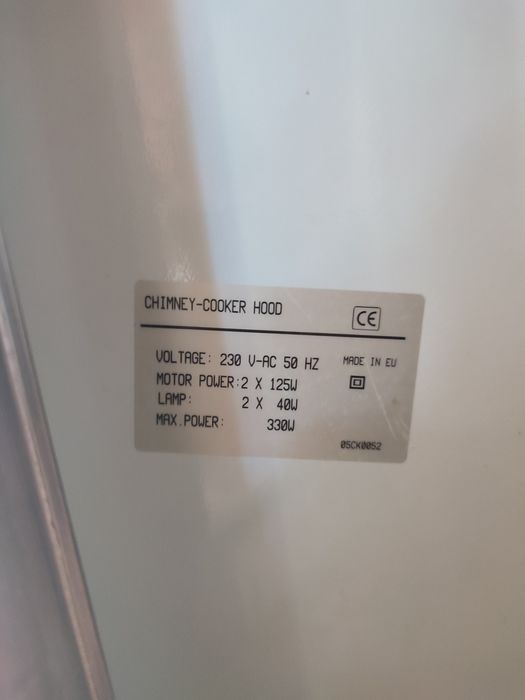 CHIMNEY-COOKER HOOD
CE
VOLTAGE: 230 V-AC 50 HZ
MADE IN EU
MOTOR POWER:2 X 125W
LAMP: 2 X 40W
MAX.POWER: 330W
05CK0052